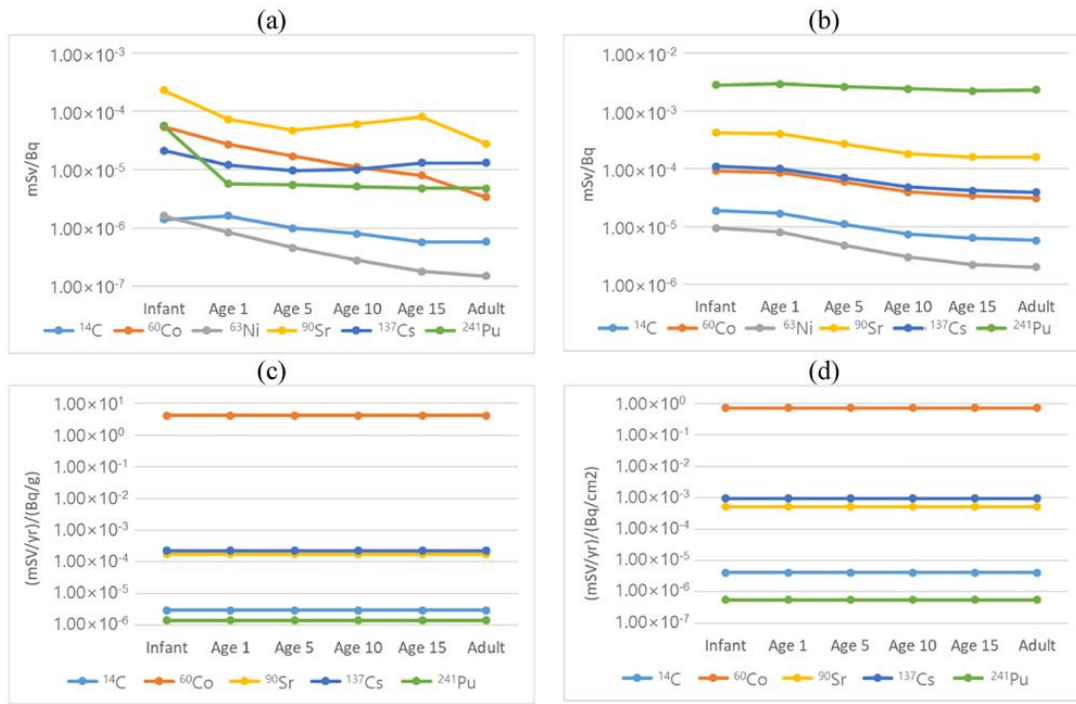 (a)
1.00×10⁻³
1.00×10⁻⁴
1.00×10⁻⁵
1.00×10⁻⁶
1.00×10⁻⁷
mSv/Bq
Infant Age 1 Age 5 Age 10 Age 15 Adult
¹⁴C ⁶⁰Co ⁶³Ni ⁹⁰Sr ¹³⁷Cs ²⁴¹Pu
(b)
1.00×10⁻²
1.00×10⁻³
1.00×10⁻⁴
1.00×10⁻⁵
1.00×10⁻⁶
mSv/Bq
Infant Age 1 Age 5 Age 10 Age 15 Adult
¹⁴C ⁶⁰Co ⁶³Ni ⁹⁰Sr ¹³⁷Cs ²⁴¹Pu
(c)
1.00×10¹
1.00×10⁰
1.00×10⁻¹
1.00×10⁻²
1.00×10⁻³
1.00×10⁻⁴
1.00×10⁻⁵
1.00×10⁻⁶
(mSV/yr)/(Bq/g)
Infant Age 1 Age 5 Age 10 Age 15 Adult
¹⁴C ⁶⁰Co ⁹⁰Sr ¹³⁷Cs ²⁴¹Pu
(d)
1.00×10⁰
1.00×10⁻¹
1.00×10⁻²
1.00×10⁻³
1.00×10⁻⁴
1.00×10⁻⁵
1.00×10⁻⁶
1.00×10⁻⁷
(mSV/yr)/(Bq/cm2)
Infant Age 1 Age 5 Age 10 Age 15 Adult
¹⁴C ⁶⁰Co ⁹⁰Sr ¹³⁷Cs ²⁴¹Pu